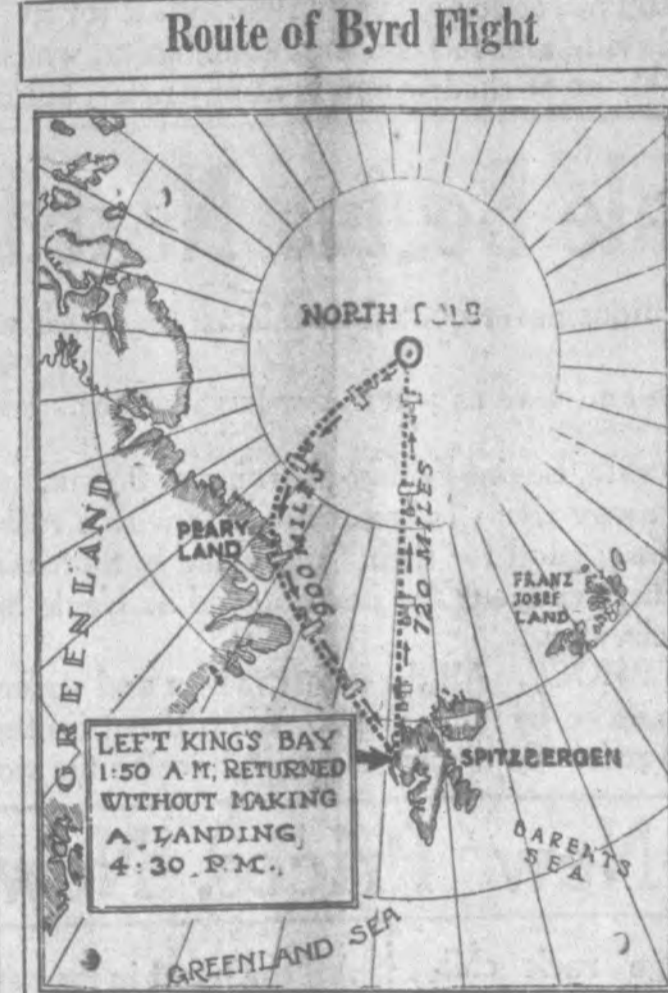 Route of Byrd Flight
NORTH POLE
PEARY
LAND
900 MILES
720 MILES
FRANZ
JOSEF
LAND
GREENLAND
LEFT KING'S BAY
1:50 A.M; RETURNED
WITHOUT MAKING
A LANDING
4:30 P.M.
SPITZBERGEN
BARENTS
SEA
GREENLAND SEA